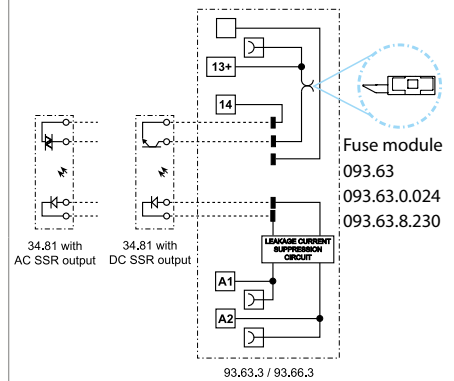 13+
14
Fuse module
093.63
093.63.0.024
093.63.8.230
34.81 with
AC SSR output
34.81 with
DC SSR output
LEAKAGE CURRENT
SUPPRESSION
CIRCUIT
A1
A2
93.63.3 / 93.66.3